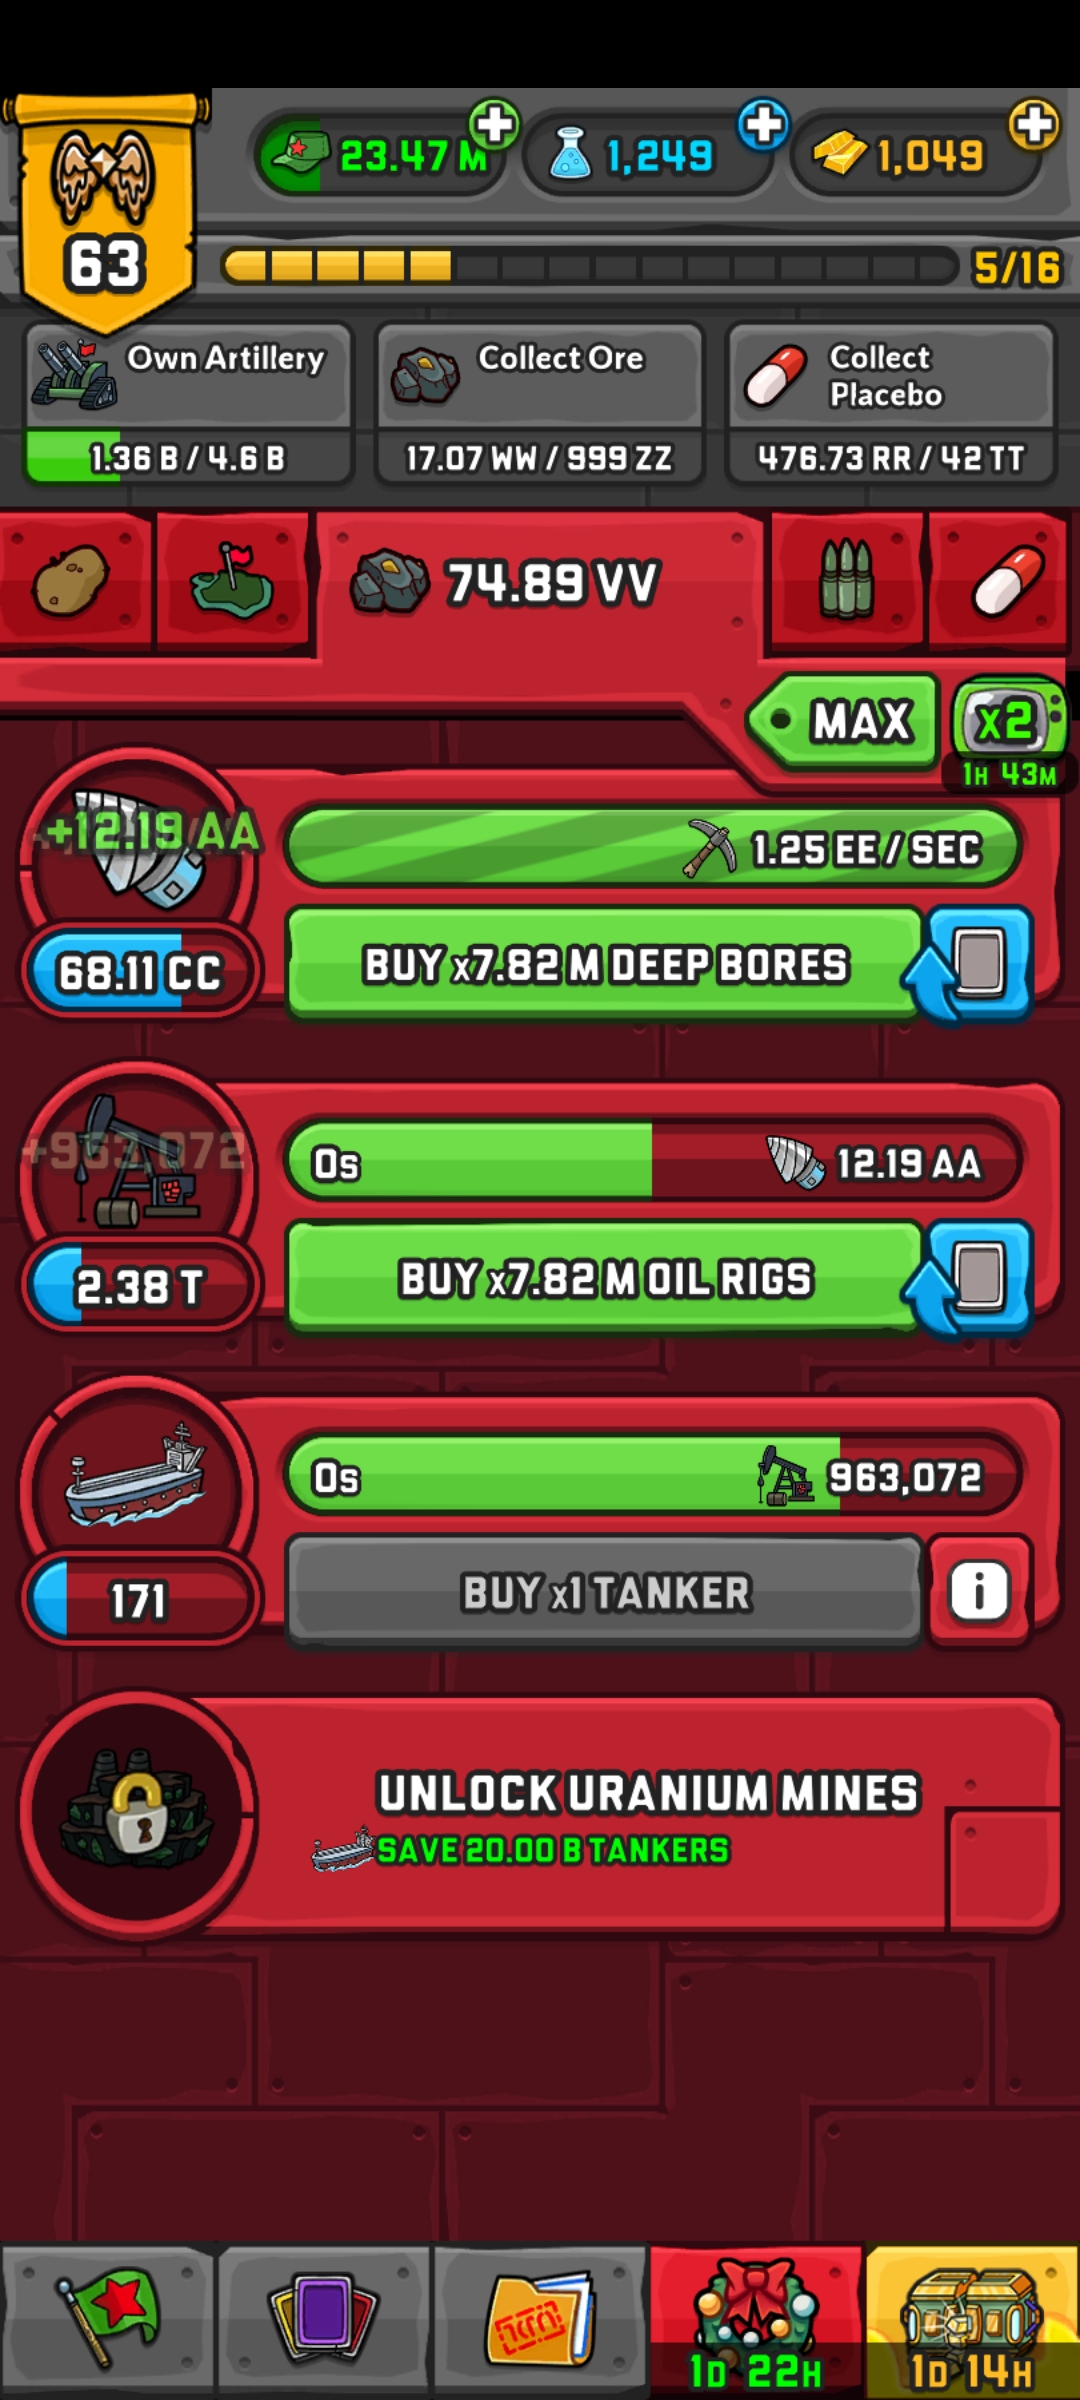 23.47 M
1,249
1,049
63
5/16
Own Artillery
1.36 B / 4.6 B
Collect Ore
17.07 WW / 999 ZZ
Collect
Placebo
476.73 RR / 42 TT
74.89 VV
MAX
x2
1H 43M
+12.19 AA
1.25 EE / SEC
68.11 CC
BUY x7.82 M DEEP BORES
+963,072
0s
12.19 AA
2.38 T
BUY x7.82 M OIL RIGS
0s
963,072
171
BUY x1 TANKER
i
UNLOCK URANIUM MINES
SAVE 20.00 B TANKERS
1D 22H
1D 14H